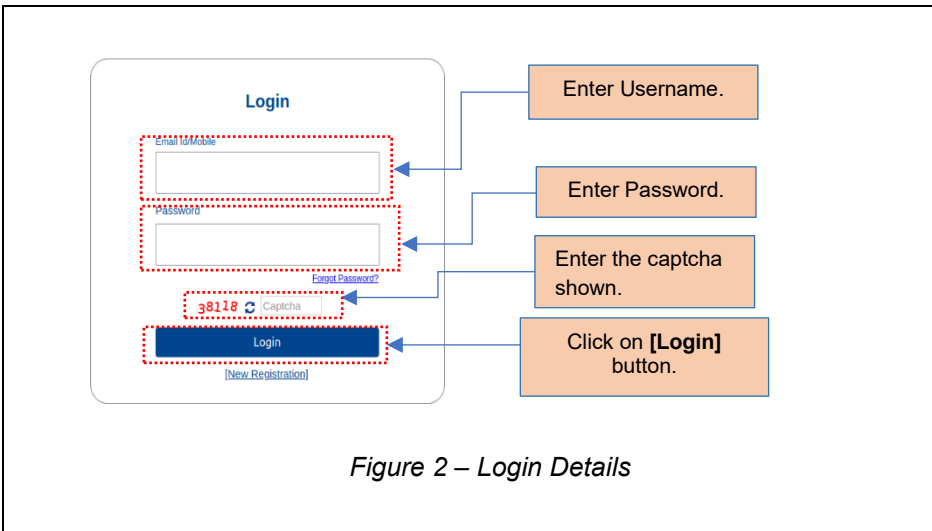 Login
Email Id/Mobile
Password
Forgot Password?
38118 Captcha
Login
[New Registration]
Enter Username.
Enter Password.
Enter the captcha
shown.
Click on [Login]
button.
Figure 2 – Login Details